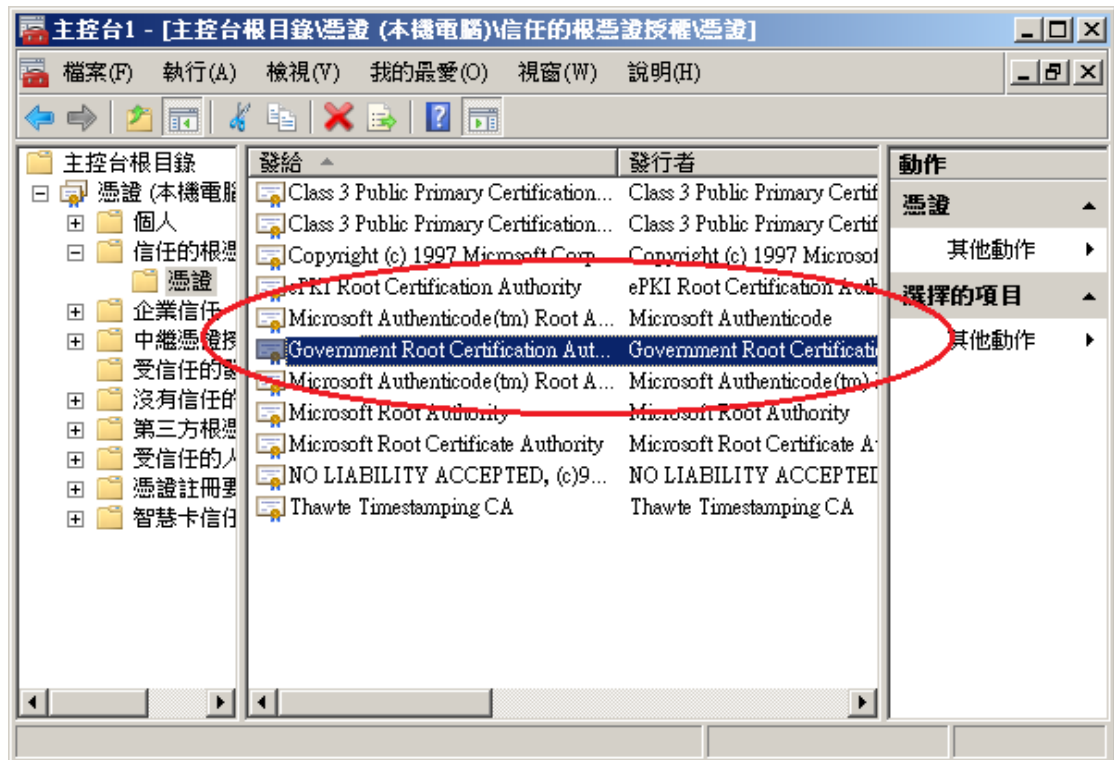 主控台1 - [主控台根目錄\憑證 (本機電腦)\信任的根憑證授權\憑證]
檔案(F) 執行(A) 檢視(V) 我的最愛(O) 視窗(W) 說明(H)
主控台根目錄
憑證 (本機電腦
個人
信任的根憑
憑證
企業信任
中繼憑證授
受信任的發
沒有信任的
第三方根憑
受信任的人
憑證註冊要
智慧卡信任
發給 發行者
Class 3 Public Primary Certification... Class 3 Public Primary Certif
Class 3 Public Primary Certification... Class 3 Public Primary Certif
Copyright (c) 1997 Microsoft Corp... Copyright (c) 1997 Microsof
ePKI Root Certification Authority ePKI Root Certification Auth
Microsoft Authenticode(tm) Root A... Microsoft Authenticode
Government Root Certification Aut... Government Root Certificati
Microsoft Authenticode(tm) Root A... Microsoft Authenticode(tm)
Microsoft Root Authority Microsoft Root Authority
Microsoft Root Certificate Authority Microsoft Root Certificate A
NO LIABILITY ACCEPTED, (c)9... NO LIABILITY ACCEPTED
Thawte Timestamping CA Thawte Timestamping CA
動作
憑證
其他動作
選擇的項目
其他動作